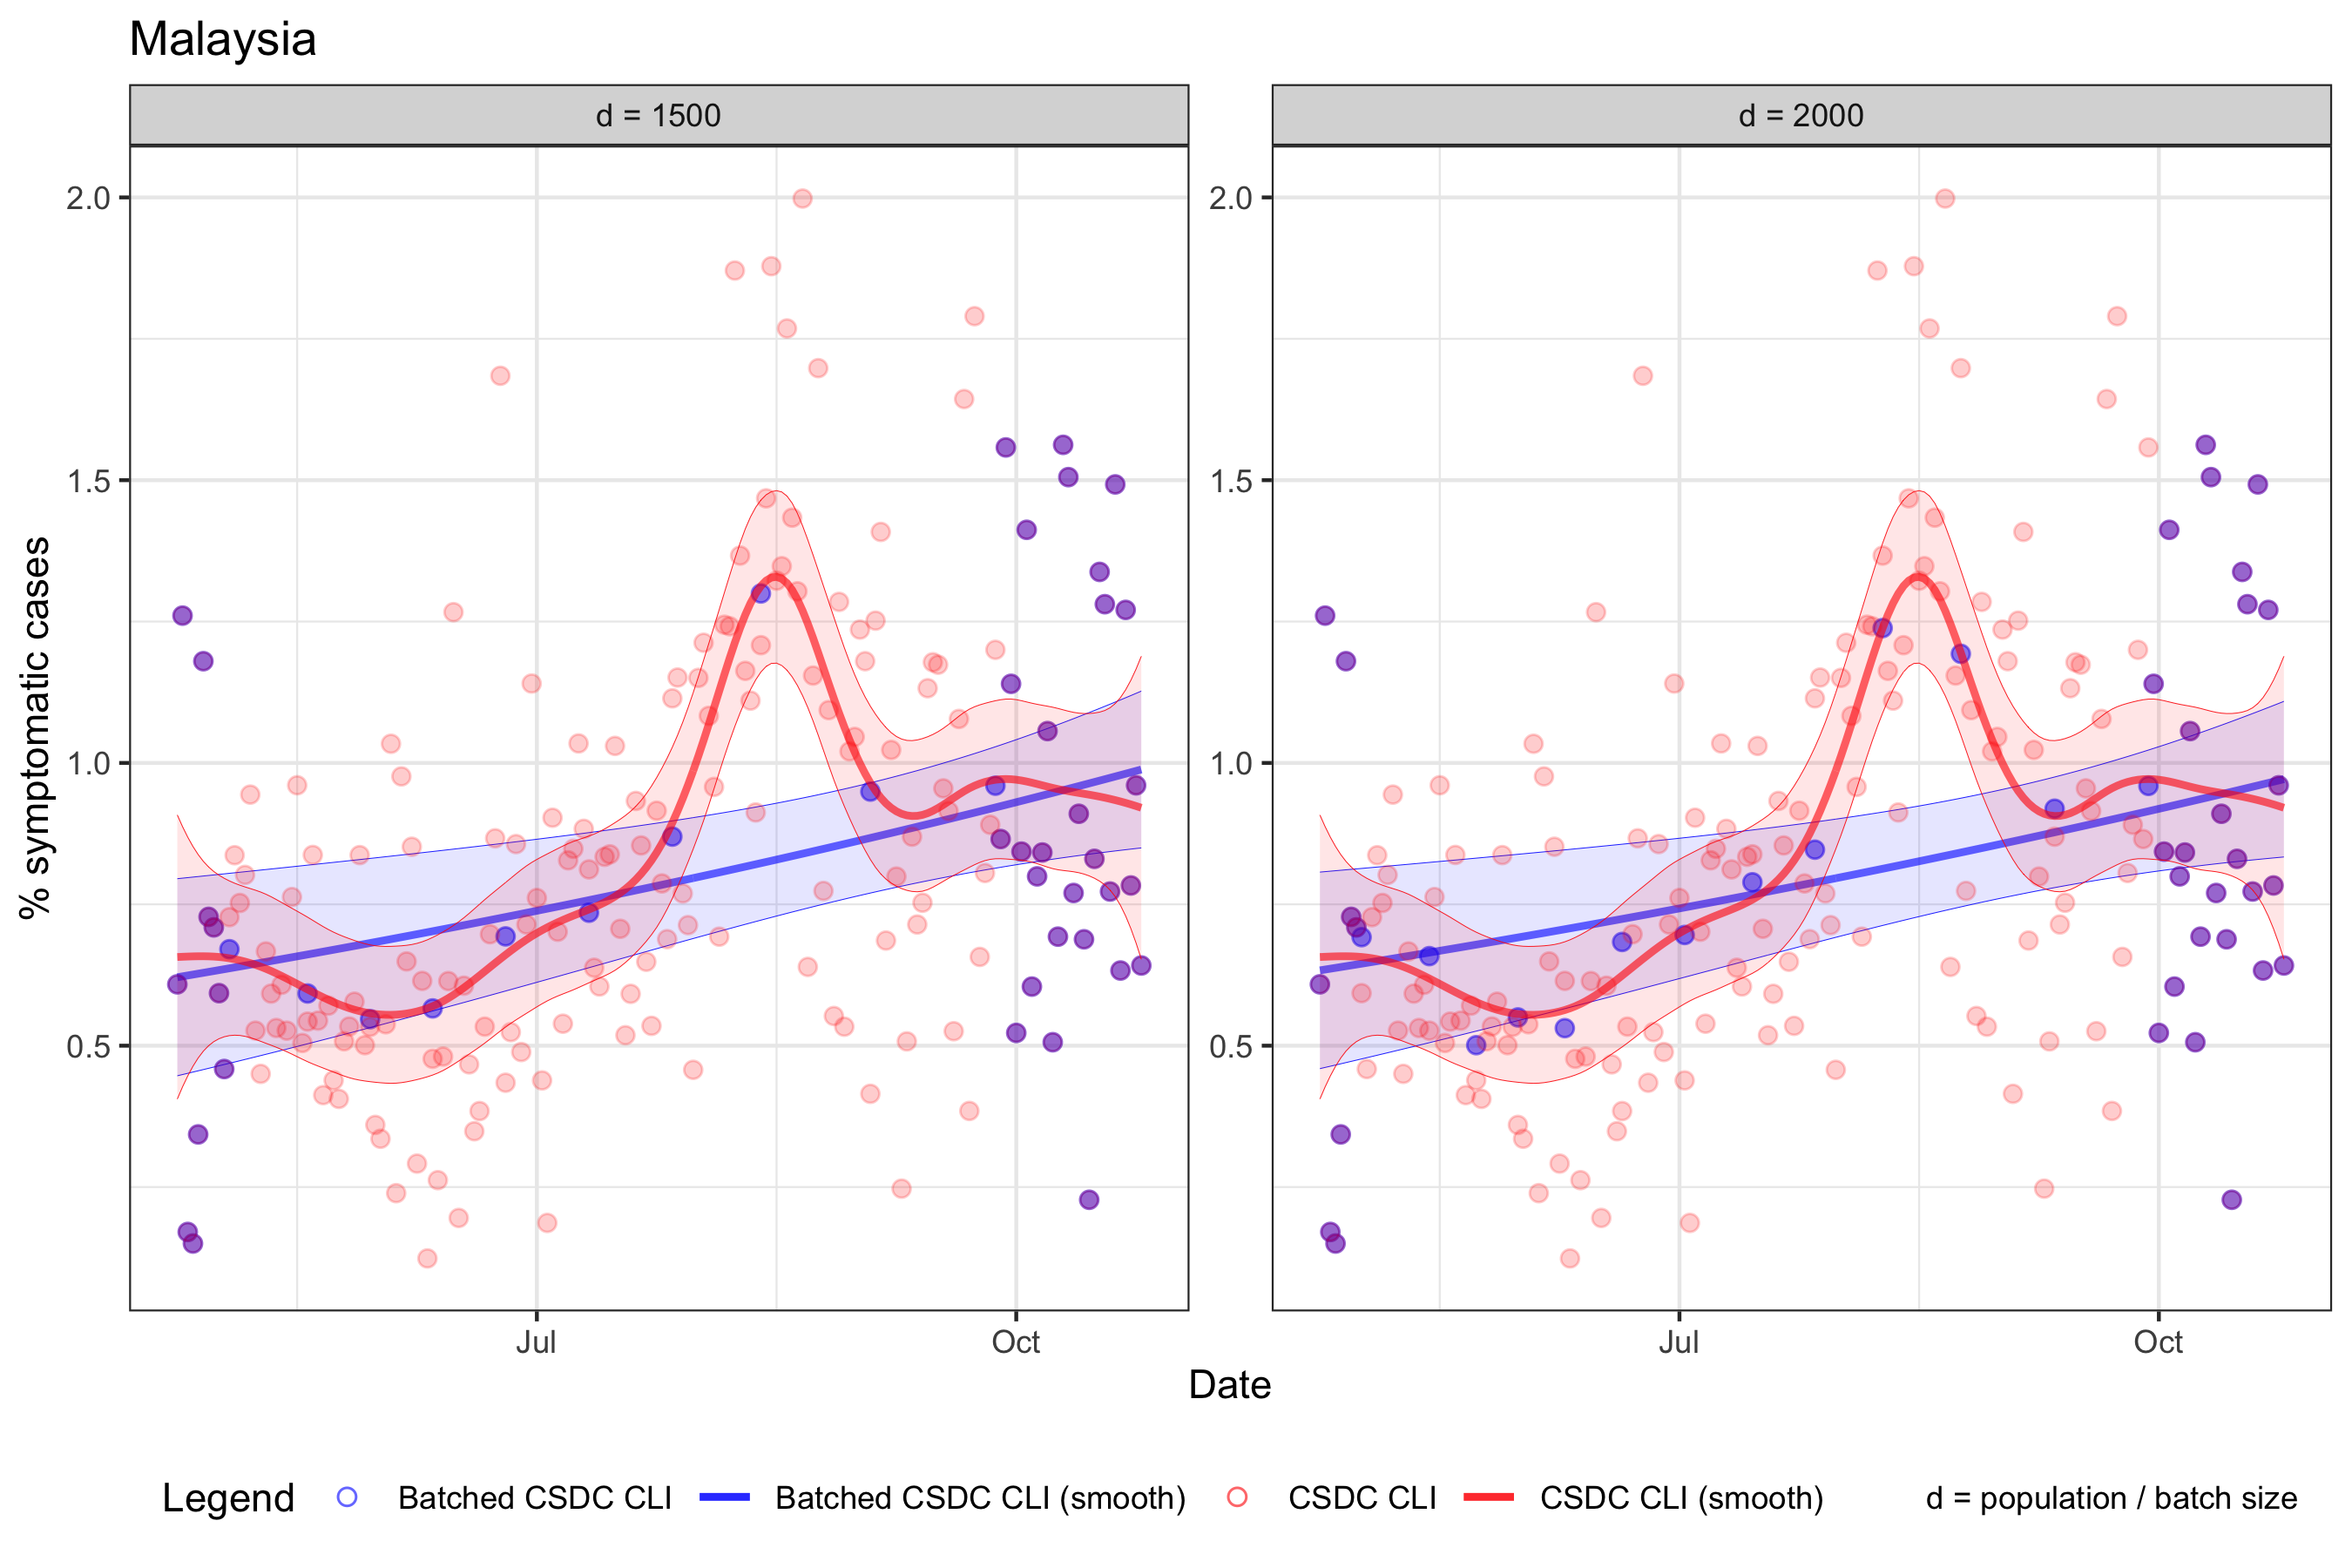 Malaysia
d = 1500
d = 2000
% symptomatic cases
2.0
1.5
1.0
0.5
2.0
1.5
1.0
0.5
Jul
Oct
Jul
Oct
Date
Legend
Batched CSDC CLI
Batched CSDC CLI (smooth)
CSDC CLI
CSDC CLI (smooth)
d = population / batch size